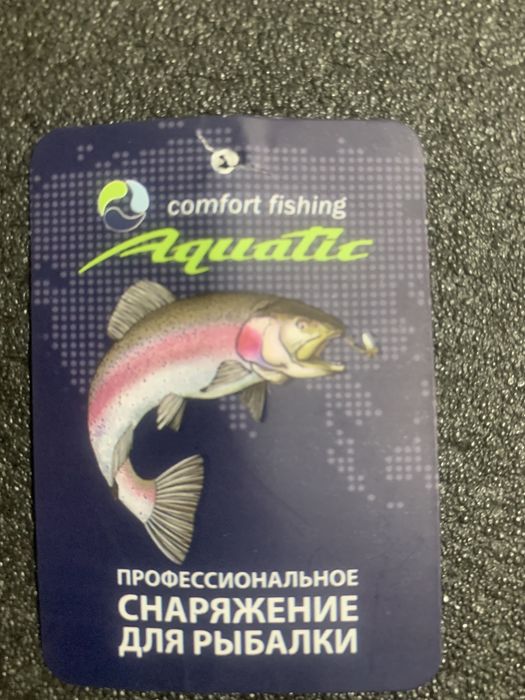 comfort fishing
Aquatic
ПРОФЕССИОНАЛЬНОЕ
СНАРЯЖЕНИЕ
ДЛЯ РЫБАЛКИ